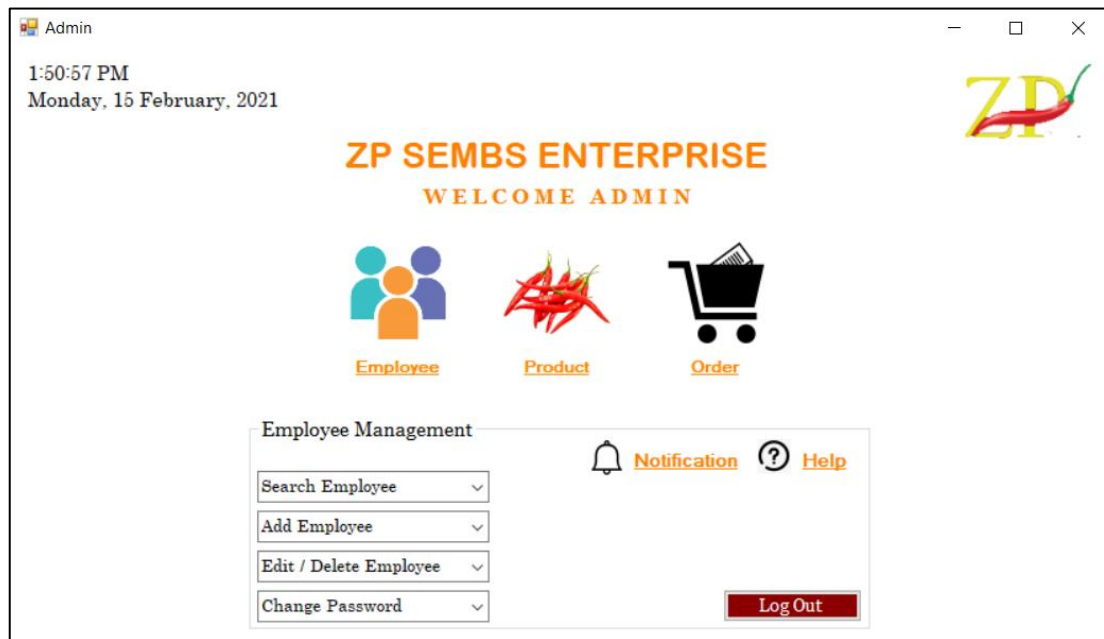 Admin
1:50:57 PM
Monday, 15 February, 2021
ZP
ZP SEMBS ENTERPRISE
WELCOME ADMIN
Employee Product Order
Employee Management
Notification ? Help
Search Employee
Add Employee
Edit / Delete Employee
Change Password
Log Out